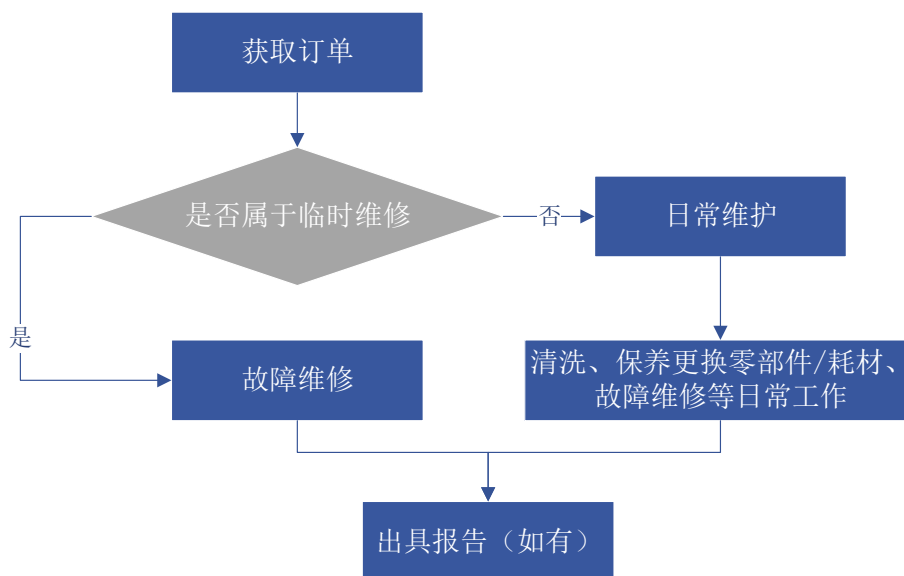 获取订单
是否属于临时维修
否
日常维护
是
故障维修
清洗、保养更换零部件/耗材、
故障维修等日常工作
出具报告（如有）